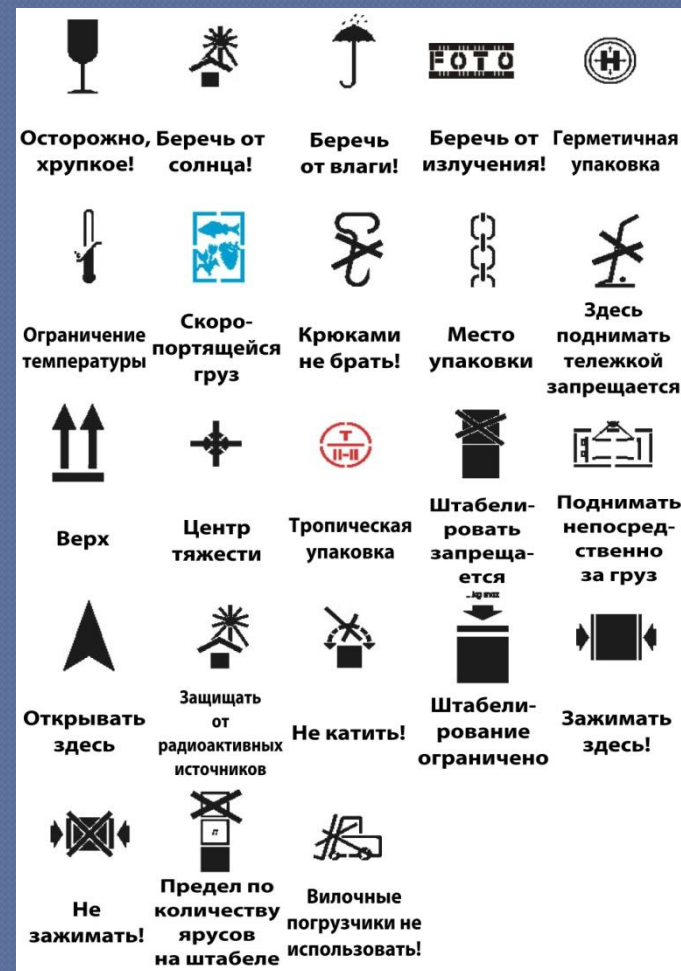 FOTO
Н
Осторожно,
хрупкое!
Беречь от
солнца!
Беречь
от влаги!
Беречь от
излучения!
Герметичная
упаковка
Ограничение
температуры
Скоро-
портящейся
груз
Крюками
не брать!
Место
упаковки
Здесь
поднимать
тележкой
запрещается
Т
II-II
Верх
Центр
тяжести
Тропическая
упаковка
Штабели-
ровать
запреща-
ется
Поднимать
непосред-
ственно
за груз
...kg max
Открывать
здесь
Защищать
от
радиоактивных
источников
Не катить!
Штабели-
рование
ограничено
Зажимать
здесь!
n
Не
зажимать!
Предел по
количеству
ярусов
на штабеле
Вилочные
погрузчики не
использовать!